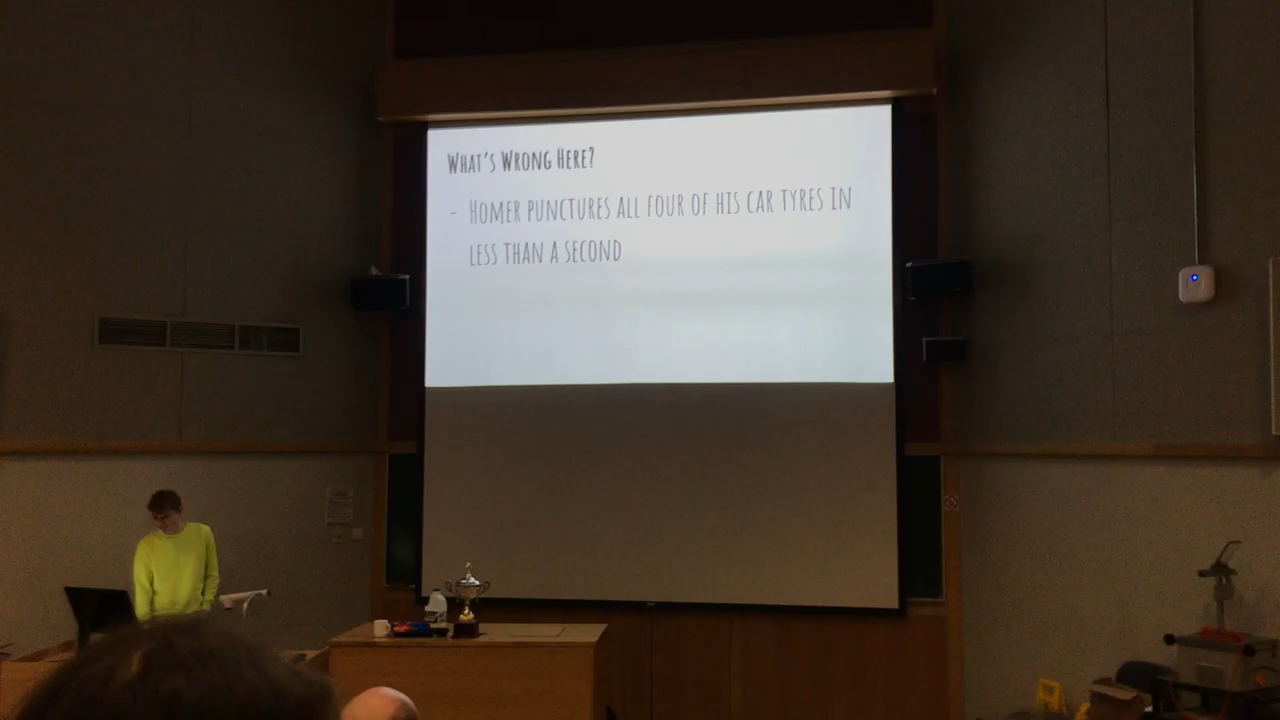 What's Wrong Here?
- Homer punctures all four of his car tyres in
less than a second